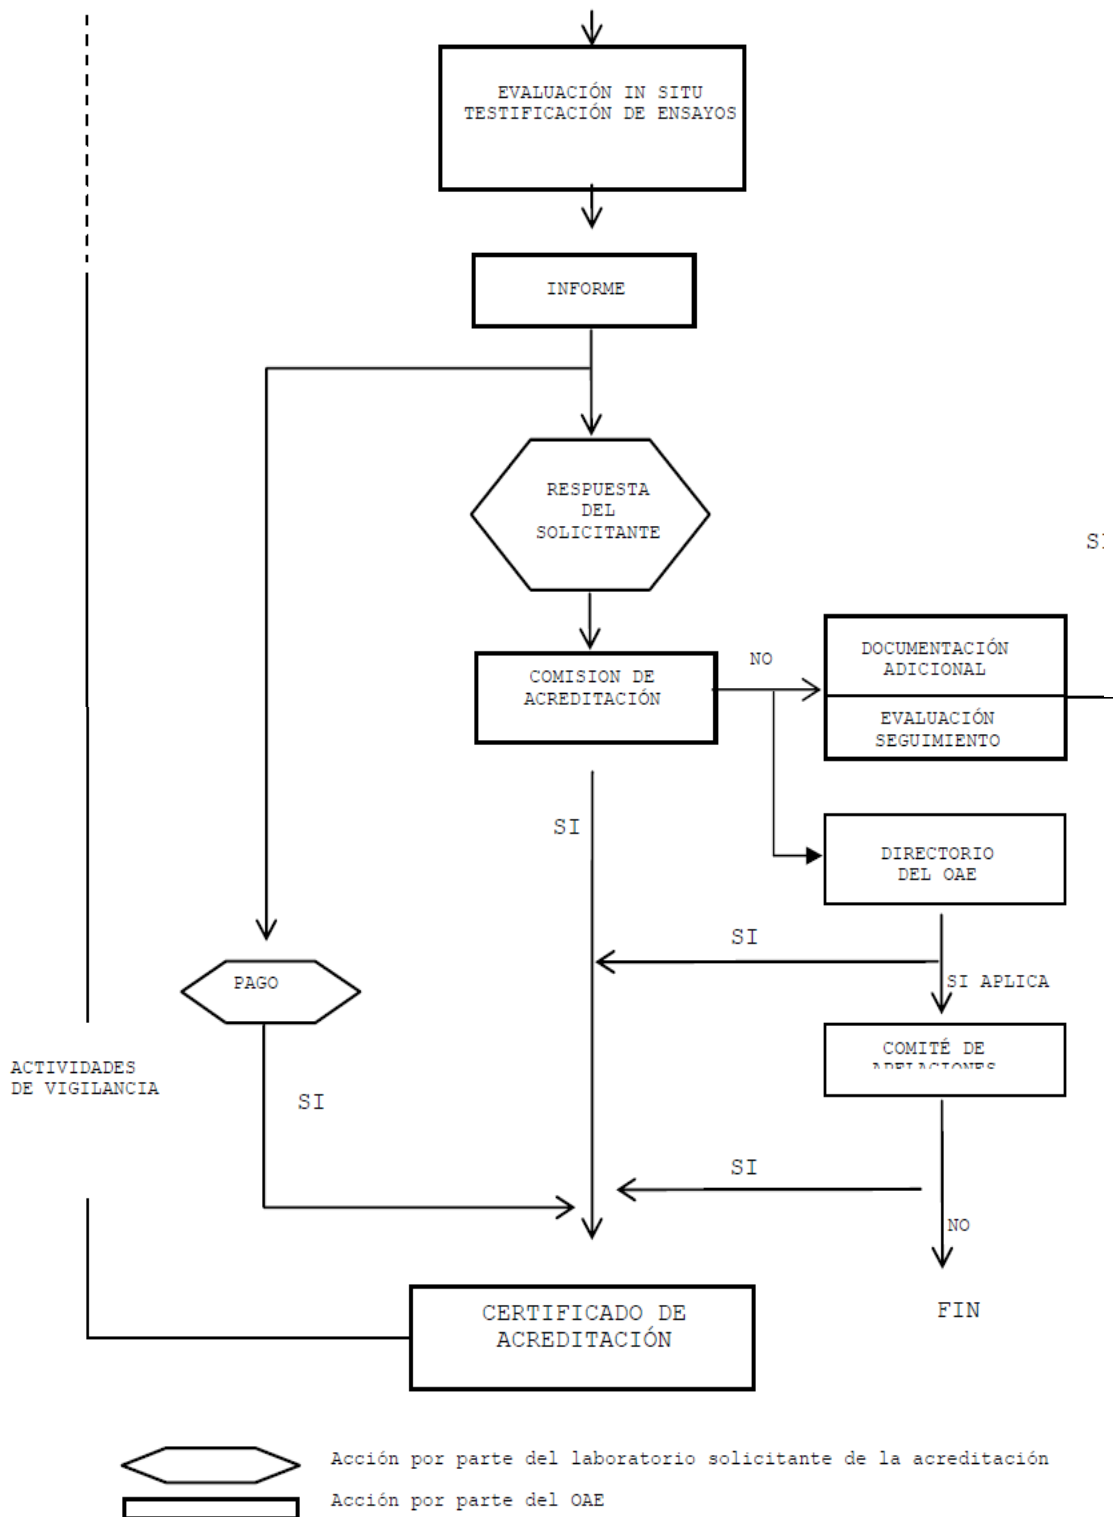 EVALUACIÓN IN SITU
TESTIFICACIÓN DE ENSAYOS
INFORME
RESPUESTA
DEL
SOLICITANTE
SI
COMISION DE
ACREDITACIÓN
NO
DOCUMENTACIÓN
ADICIONAL
EVALUACIÓN
SEGUIMIENTO
SI
DIRECTORIO
DEL OAE
SI
SI APLICA
PAGO
COMITÉ DE
APELACIONES
ACTIVIDADES
DE VIGILANCIA
SI
SI
NO
CERTIFICADO DE
ACREDITACIÓN
FIN
Acción por parte del laboratorio solicitante de la acreditación
Acción por parte del OAE